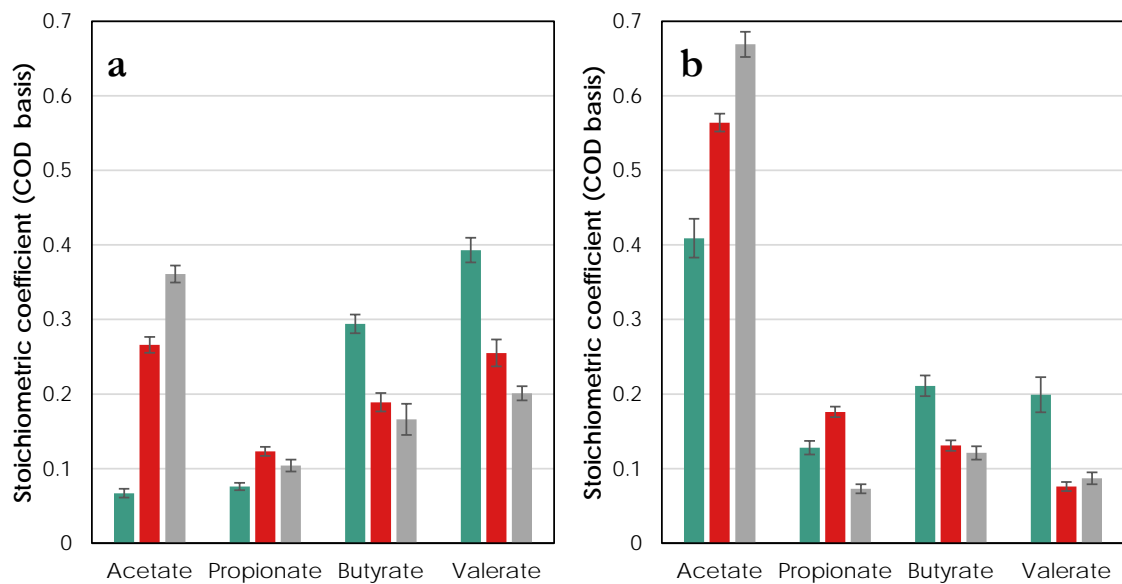 a
Stoichiometric coefficient (COD basis)
0.7
0.6
0.5
0.4
0.3
0.2
0.1
0
Acetate Propionate Butyrate Valerate
b
Stoichiometric coefficient (COD basis)
0.7
0.6
0.5
0.4
0.3
0.2
0.1
0
Acetate Propionate Butyrate Valerate